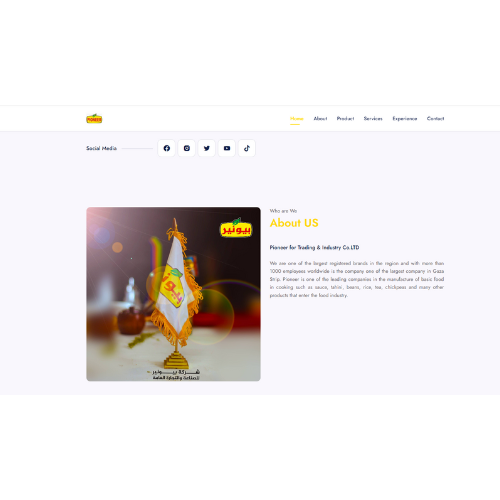 PIONEER
Home About Product Services Experience Contact
Social Media
Who are We
About US
بيونير
Pioneer for Trading & Industry Co.LTD
We are one of the largest registered brands in the region and with more than
1000 employees worldwide is the company one of the largest company in Gaza
Strip. Pioneer is one of the leading companies in the manufacture of basic food
in cooking such as sauce, tahini, beans, rice, tea, chickpeas and many other
products that enter the food industry.
شركة بيونير
للصناعة والتجارة العامة